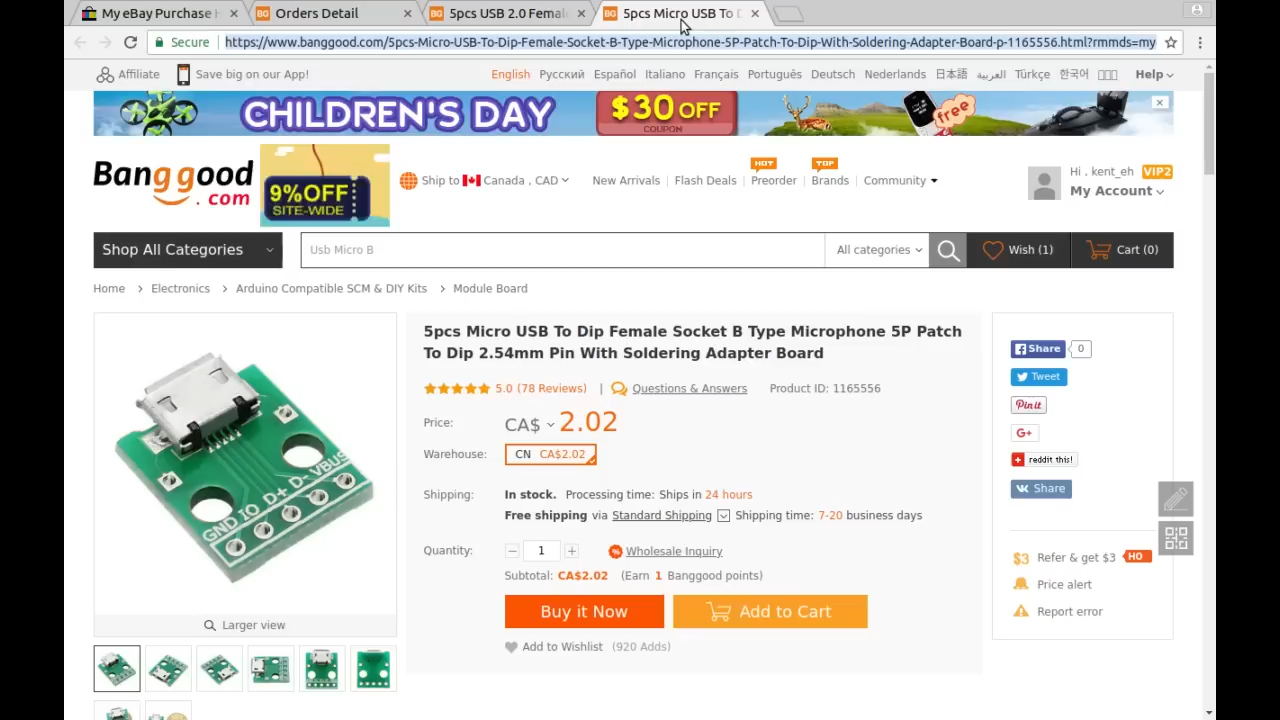 My eBay Purchase H
Orders Detail
5pcs USB 2.0 Female
5pcs Micro USB To D
Secure
https://www.banggood.com/5pcs-Micro-USB-To-Dip-Female-Socket-B-Type-Microphone-5P-Patch-To-Dip-With-Soldering-Adapter-Board-p-1165556.html?rmmds=my
Affiliate
Save big on our App!
English Русский Español Italiano Français Português Deutsch Nederlands 日本語 العربية Türkçe 한국어
Help
CHILDREN'S DAY
$30 OFF
COUPON
free
Banggood.com
9%OFF
SITE-WIDE
Ship to Canada , CAD
New Arrivals
Flash Deals
HOT
Preorder
TOP
Brands
Community
Hi , kent_eh VIP2
My Account
Shop All Categories
Usb Micro B
All categories
Wish (1)
Cart (0)
Home > Electronics > Arduino Compatible SCM & DIY Kits > Module Board
GND IO D+ D- VBUS
Larger view
5pcs Micro USB To Dip Female Socket B Type Microphone 5P Patch
To Dip 2.54mm Pin With Soldering Adapter Board
5.0 (78 Reviews) | Questions & Answers Product ID: 1165556
Price: CA$ 2.02
Warehouse: CN CA$2.02
Shipping: In stock. Processing time: Ships in 24 hours
Free shipping via Standard Shipping Shipping time: 7-20 business days
Quantity: − 1 + Wholesale Inquiry
Subtotal: CA$2.02 (Earn 1 Banggood points)
Buy it Now
Add to Cart
Add to Wishlist (920 Adds)
Share 0
Tweet
Pin it
G+
reddit this!
Share
$3 Refer & get $3 HO
Price alert
Report error